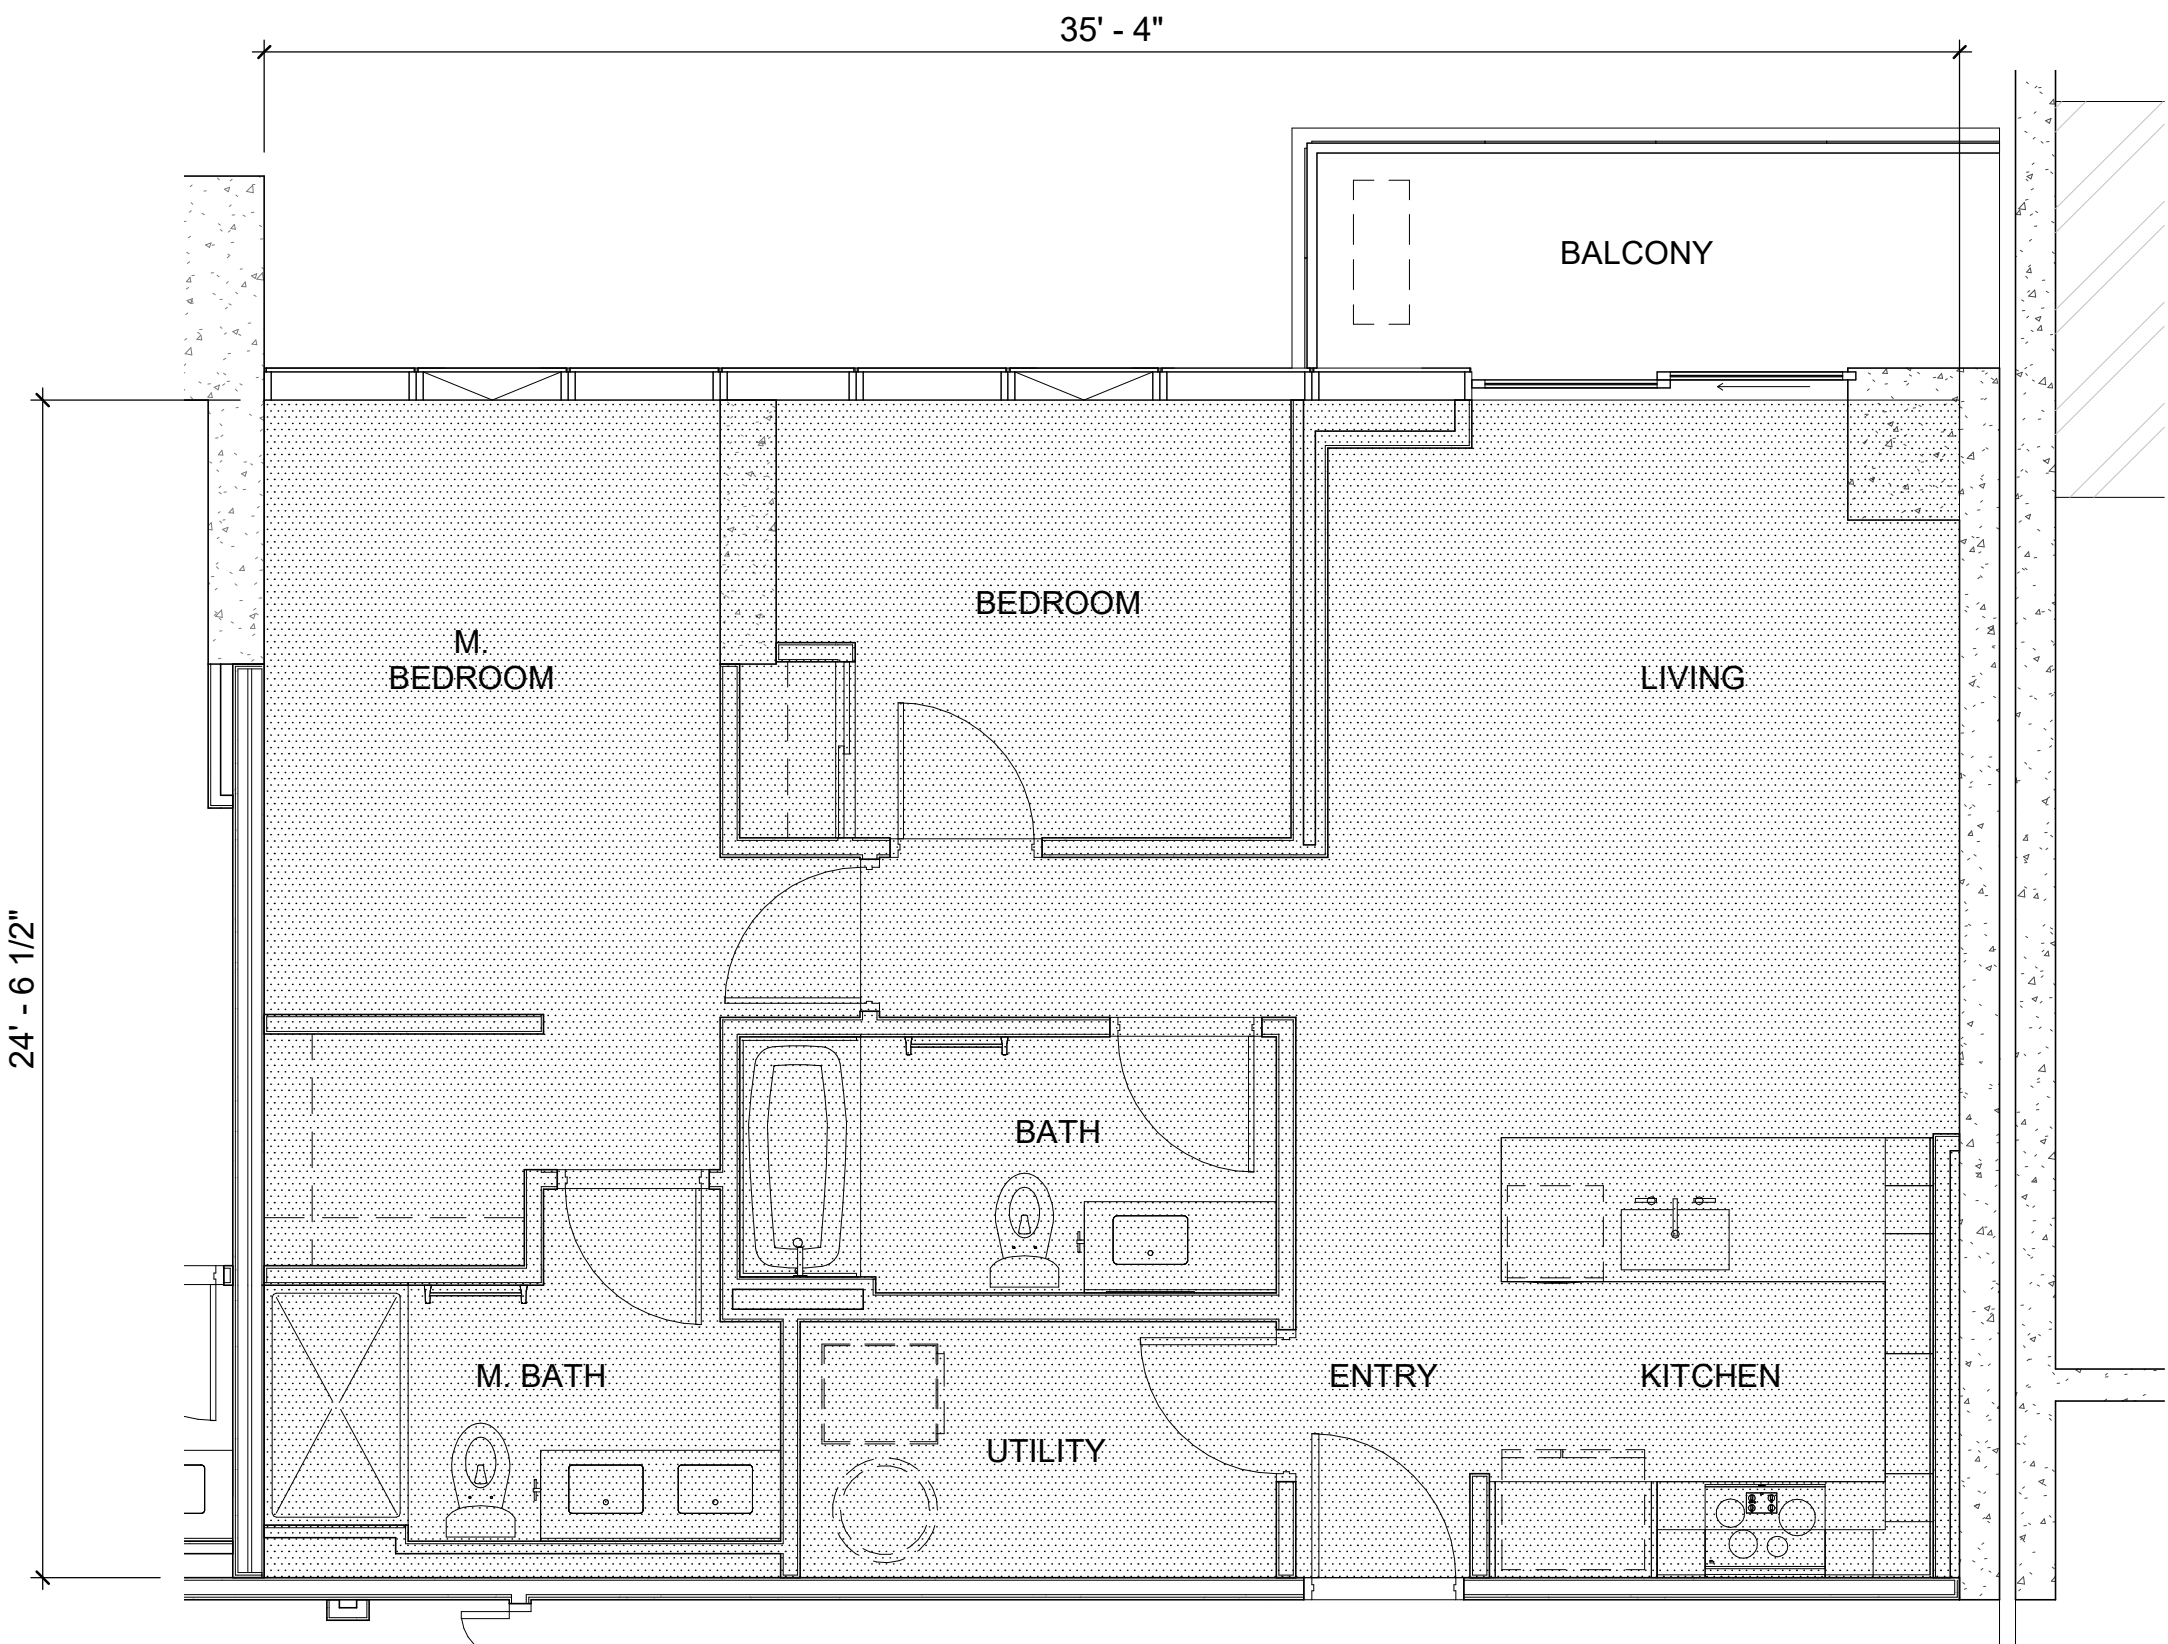 35' - 4"
BALCONY
BEDROOM
M.
BEDROOM
LIVING
24' - 6 1/2"
BATH
M. BATH
ENTRY
KITCHEN
UTILITY